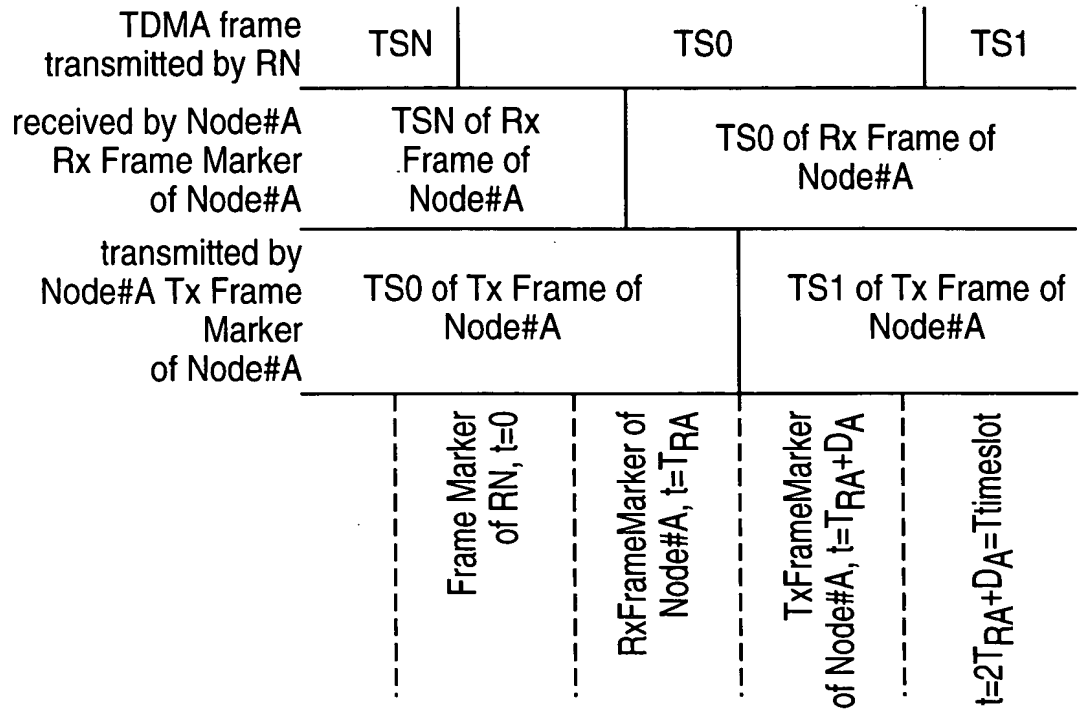 TDMA frame
transmitted by RN
TSN
TS0
TS1
received by Node#A
Rx Frame Marker
of Node#A
TSN of Rx
Frame of
Node#A
TS0 of Rx Frame of
Node#A
transmitted by
Node#A Tx Frame
Marker
of Node#A
TS0 of Tx Frame of
Node#A
TS1 of Tx Frame of
Node#A
Frame Marker
of RN, t=0
RxFrameMarker of
Node#A, t=TRA
TxFrameMarker
of Node#A, t=TRA+DA
t=2TRA+DA=Ttimeslot